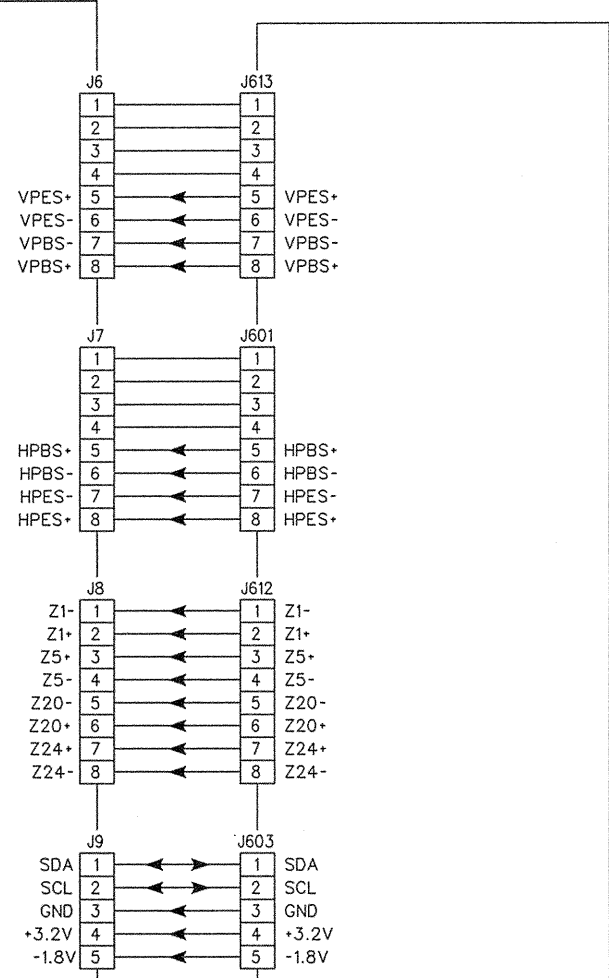 J6 J613
1 1
2 2
3 3
4 4
VPES+ 5 5 VPES+
VPES- 6 6 VPES-
VPBS- 7 7 VPBS-
VPBS+ 8 8 VPBS+
J7 J601
1 1
2 2
3 3
4 4
HPBS+ 5 5 HPBS+
HPBS- 6 6 HPBS-
HPES- 7 7 HPES-
HPES+ 8 8 HPES+
J8 J612
Z1- 1 1 Z1-
Z1+ 2 2 Z1+
Z5+ 3 3 Z5+
Z5- 4 4 Z5-
Z20- 5 5 Z20-
Z20+ 6 6 Z20+
Z24+ 7 7 Z24+
Z24- 8 8 Z24-
J9 J603
SDA 1 1 SDA
SCL 2 2 SCL
GND 3 3 GND
+3.2V 4 4 +3.2V
-1.8V 5 5 -1.8V